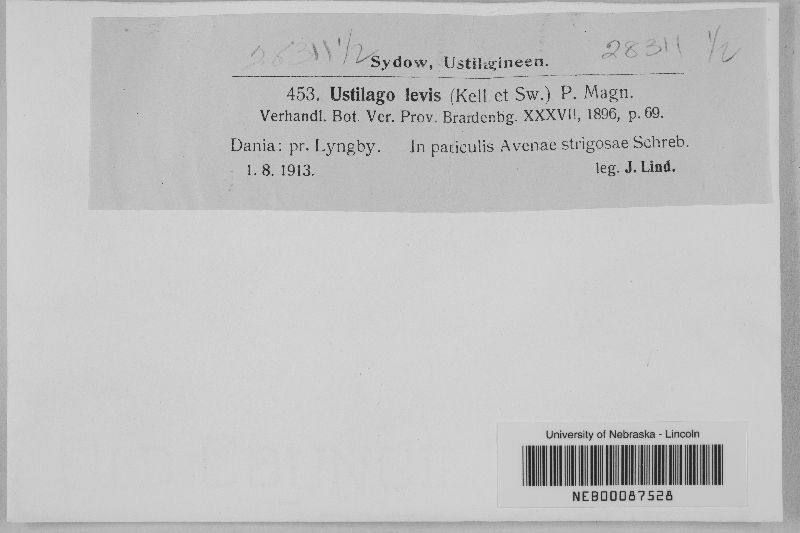 28311 1/2 28311 1/2
Sydow, Ustilagineen.
453. Ustilago levis (Kell et Sw.) P. Magn.
Verhandl. Bot. Ver. Prov. Brandenbg. XXXVII, 1896, p. 69.
Dania: pr. Lyngby. In paniculis Avenae strigosae Schreb.
1. 8. 1913. leg. J. Lind.
University of Nebraska - Lincoln
NEB00087528